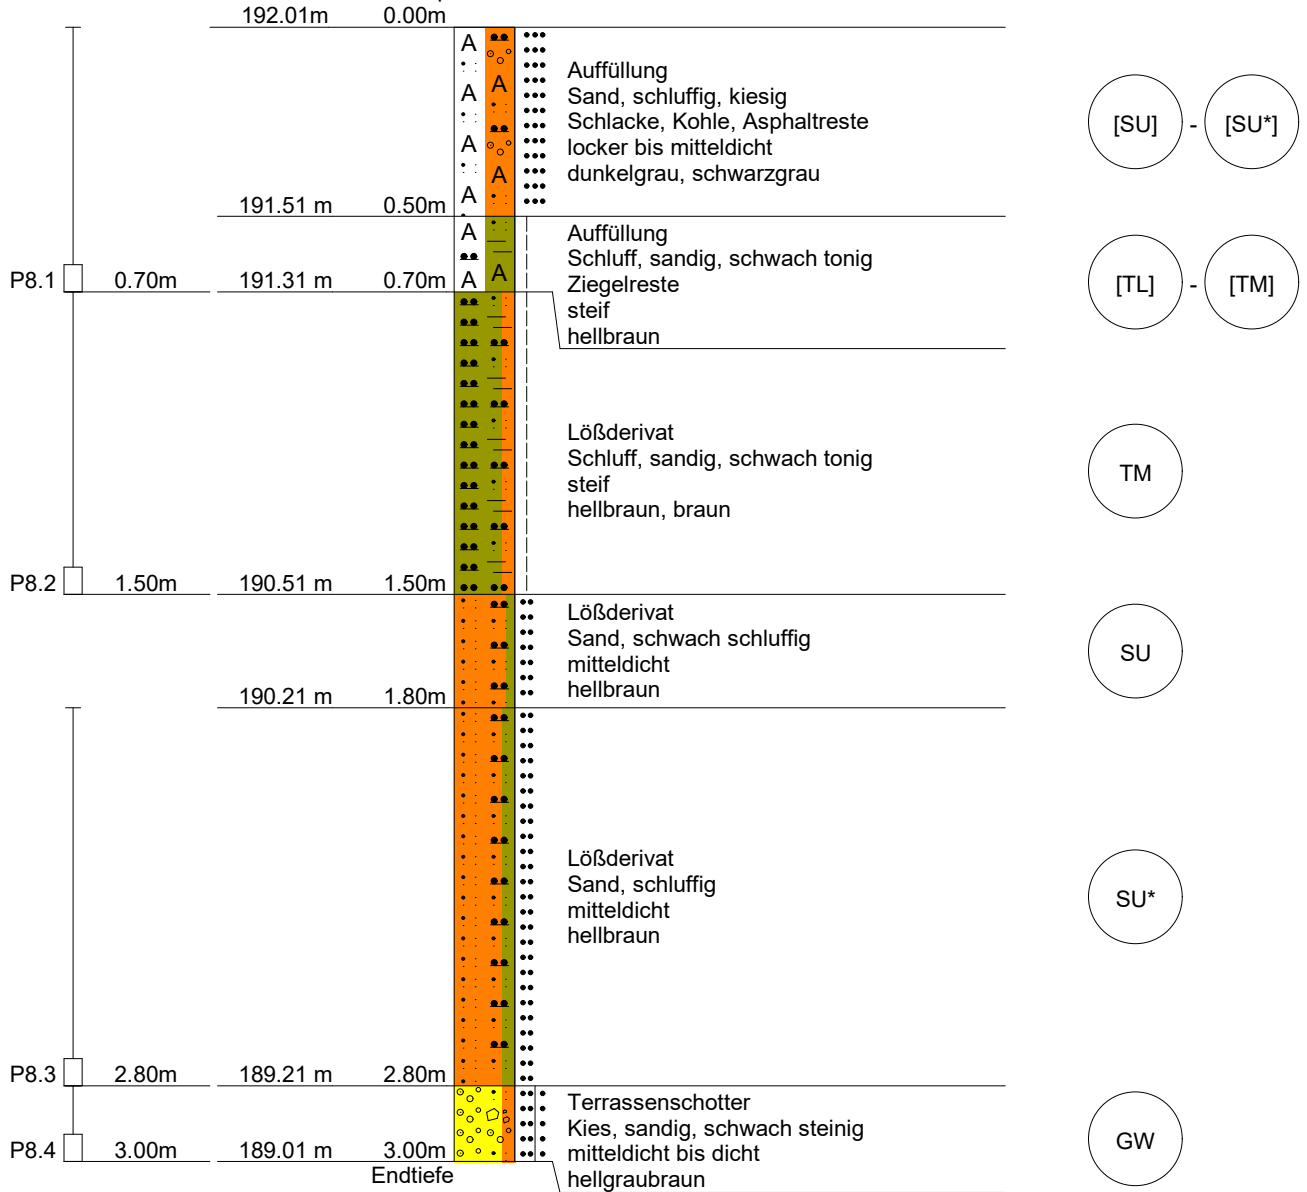 192.01m 0.00m
A
A
A
A
A
A
Auffüllung
Sand, schluffig, kiesig
Schlacke, Kohle, Asphaltreste
locker bis mitteldicht
dunkelgrau, schwarzgrau
[SU] - [SU*]
191.51 m 0.50m
A
A A
Auffüllung
Schluff, sandig, schwach tonig
Ziegelreste
steif
hellbraun
[TL] - [TM]
P8.1 0.70m 191.31 m 0.70m
Lößderivat
Schluff, sandig, schwach tonig
steif
hellbraun, braun
TM
P8.2 1.50m 190.51 m 1.50m
Lößderivat
Sand, schwach schluffig
mitteldicht
hellbraun
SU
190.21 m 1.80m
Lößderivat
Sand, schluffig
mitteldicht
hellbraun
SU*
P8.3 2.80m 189.21 m 2.80m
Terrassenschotter
Kies, sandig, schwach steinig
mitteldicht bis dicht
hellgraubraun
GW
P8.4 3.00m 189.01 m 3.00m
Endtiefe